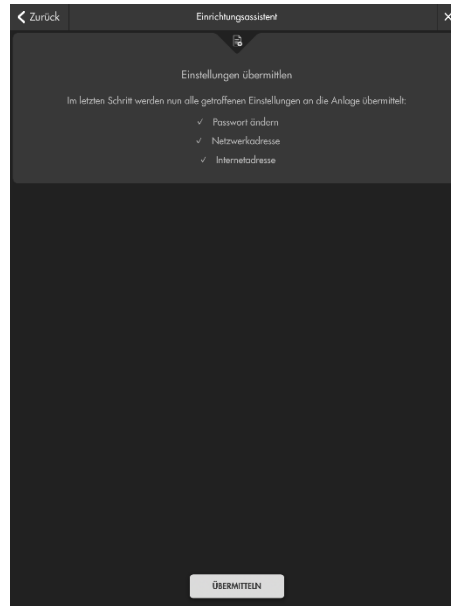 Zurück
Einrichtungsassistent
Einstellungen übermittlen
Im letzten Schritt werden nun alle getroffenen Einstellungen an die Anlage übermittelt:
✓ Passwort ändern
✓ Netzwerkadresse
✓ Internetadresse
ÜBERMITTELN